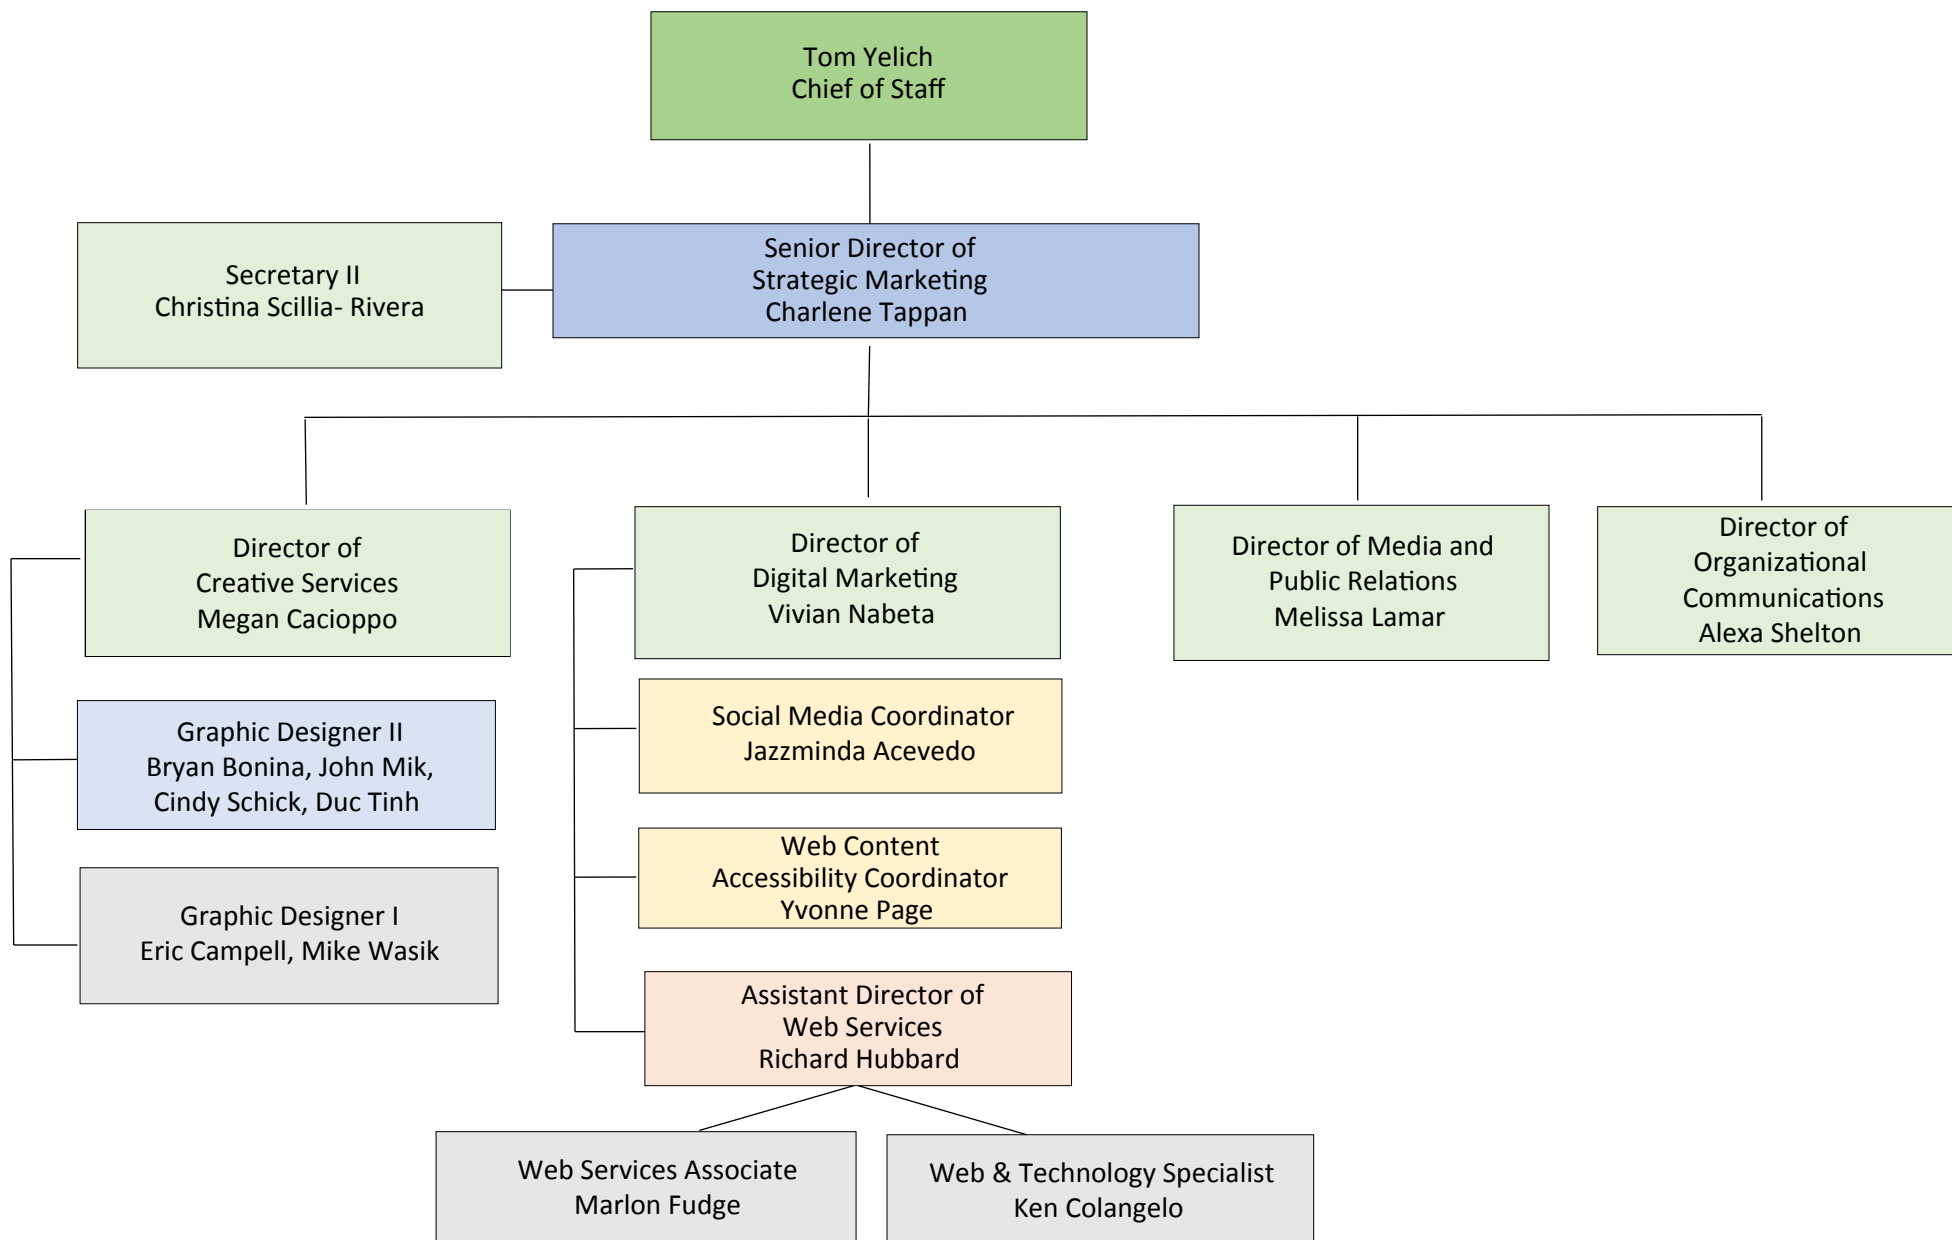 Tom Yelich
Chief of Staff
Secretary II
Christina Scillia- Rivera
Senior Director of
Strategic Marketing
Charlene Tappan
Director of
Creative Services
Megan Cacioppo
Director of
Digital Marketing
Vivian Nabeta
Director of Media and
Public Relations
Melissa Lamar
Director of
Organizational
Communications
Alexa Shelton
Graphic Designer II
Bryan Bonina, John Mik,
Cindy Schick, Duc Tinh
Social Media Coordinator
Jazzminda Acevedo
Graphic Designer I
Eric Campell, Mike Wasik
Web Content
Accessibility Coordinator
Yvonne Page
Assistant Director of
Web Services
Richard Hubbard
Web Services Associate
Marlon Fudge
Web & Technology Specialist
Ken Colangelo